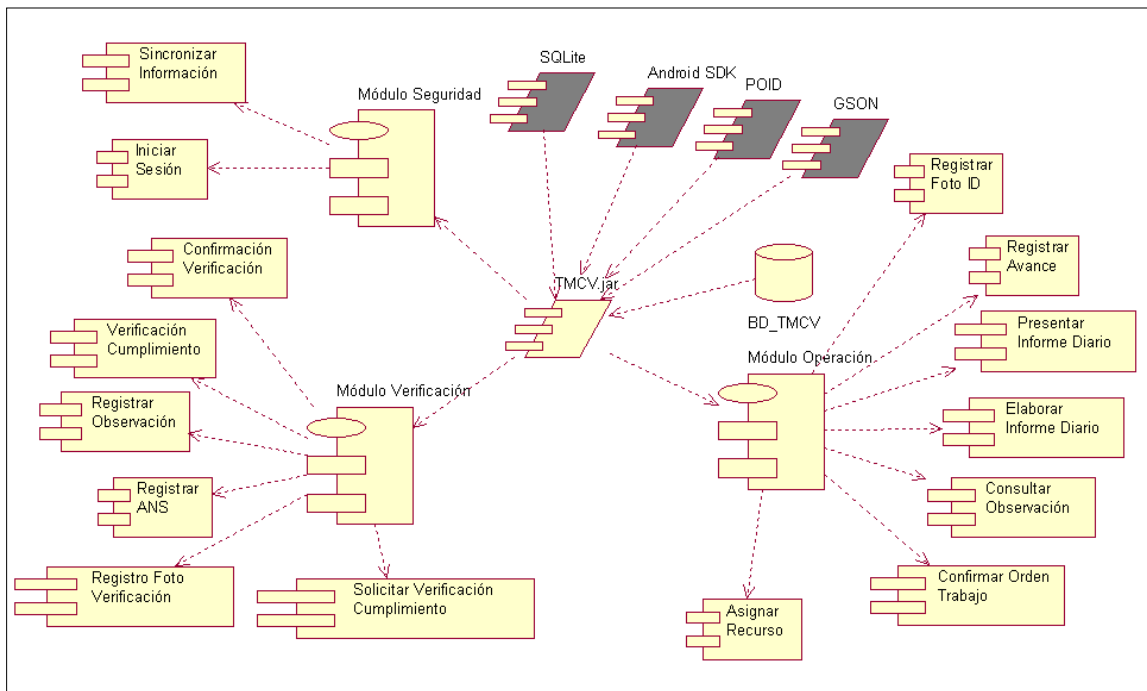 Sincronizar
Información
SQLite
Android SDK
POID
GSON
Módulo Seguridad
Iniciar
Sesión
Registrar
Foto ID
Confirmación
Verificación
Registrar
Avance
TMCV.jar
BD_TMCV
Verificación
Cumplimiento
Presentar
Informe Diario
Módulo Verificación
Módulo Operación
Registrar
Observación
Elaborar
Informe Diario
Registrar
ANS
Consultar
Observación
Registro Foto
Verificación
Solicitar Verificación
Cumplimiento
Confirmar Orden
Trabajo
Asignar
Recurso